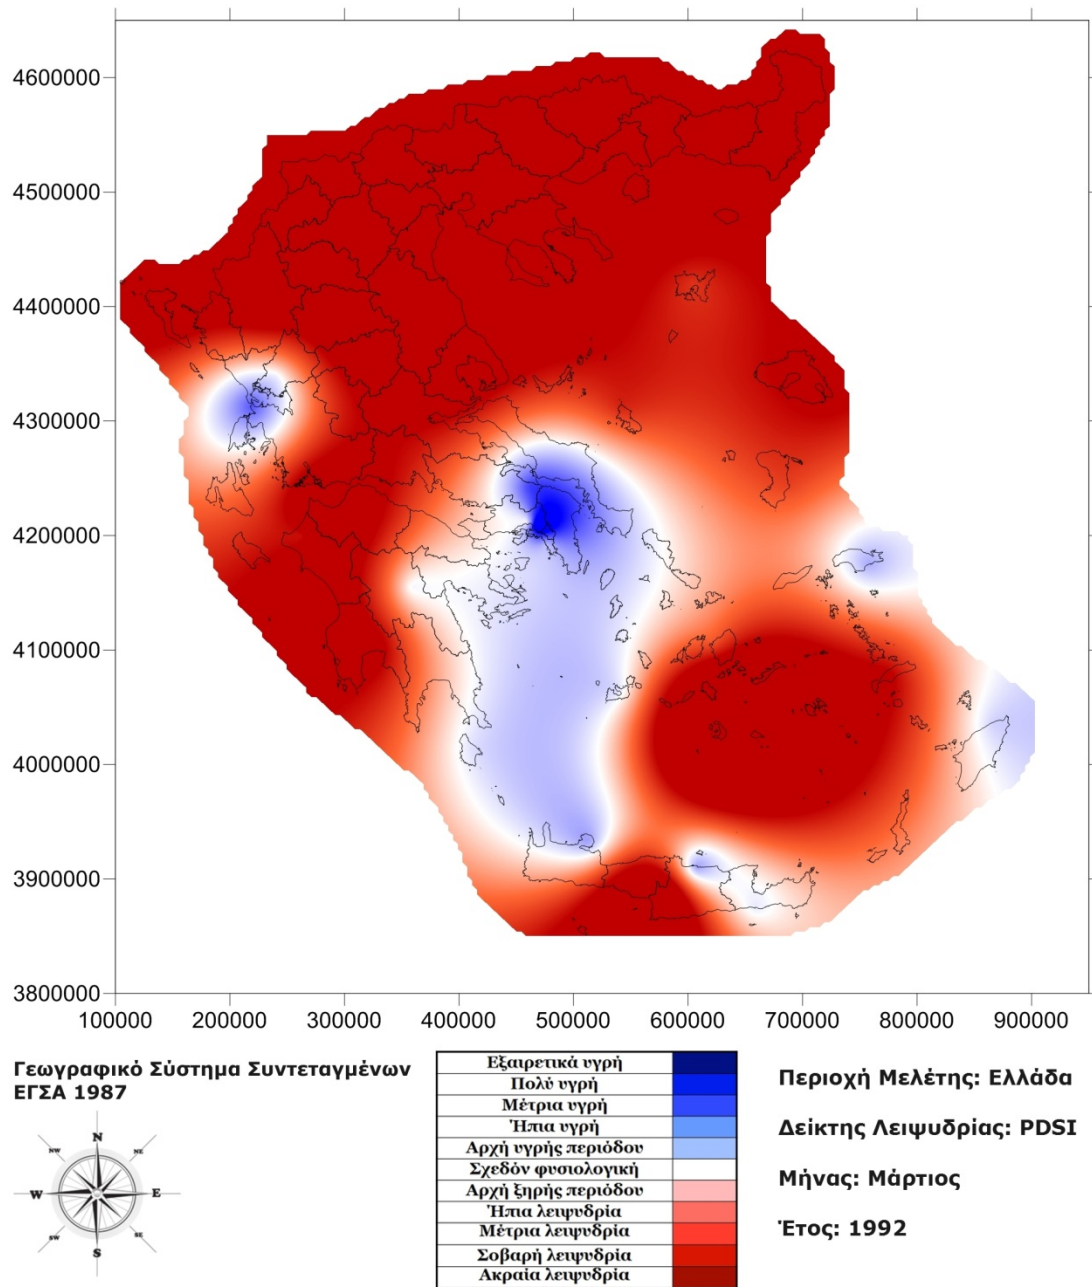 4600000
4500000
4400000
4300000
4200000
4100000
4000000
3900000
3800000
100000 200000 300000 400000 500000 600000 700000 800000 900000
Γεωγραφικό Σύστημα Συντεταγμένων
ΕΓΣΑ 1987
N
NW NE
W E
SW SE
S
Εξαιρετικά υγρή
Πολύ υγρή
Μέτρια υγρή
Ήπια υγρή
Αρχή υγρής περιόδου
Σχεδόν φυσιολογική
Αρχή ξηρής περιόδου
Ήπια λειψυδρία
Μέτρια λειψυδρία
Σοβαρή λειψυδρία
Ακραία λειψυδρία
Περιοχή Μελέτης: Ελλάδα
Δείκτης Λειψυδρίας: PDSI
Μήνας: Μάρτιος
Έτος: 1992